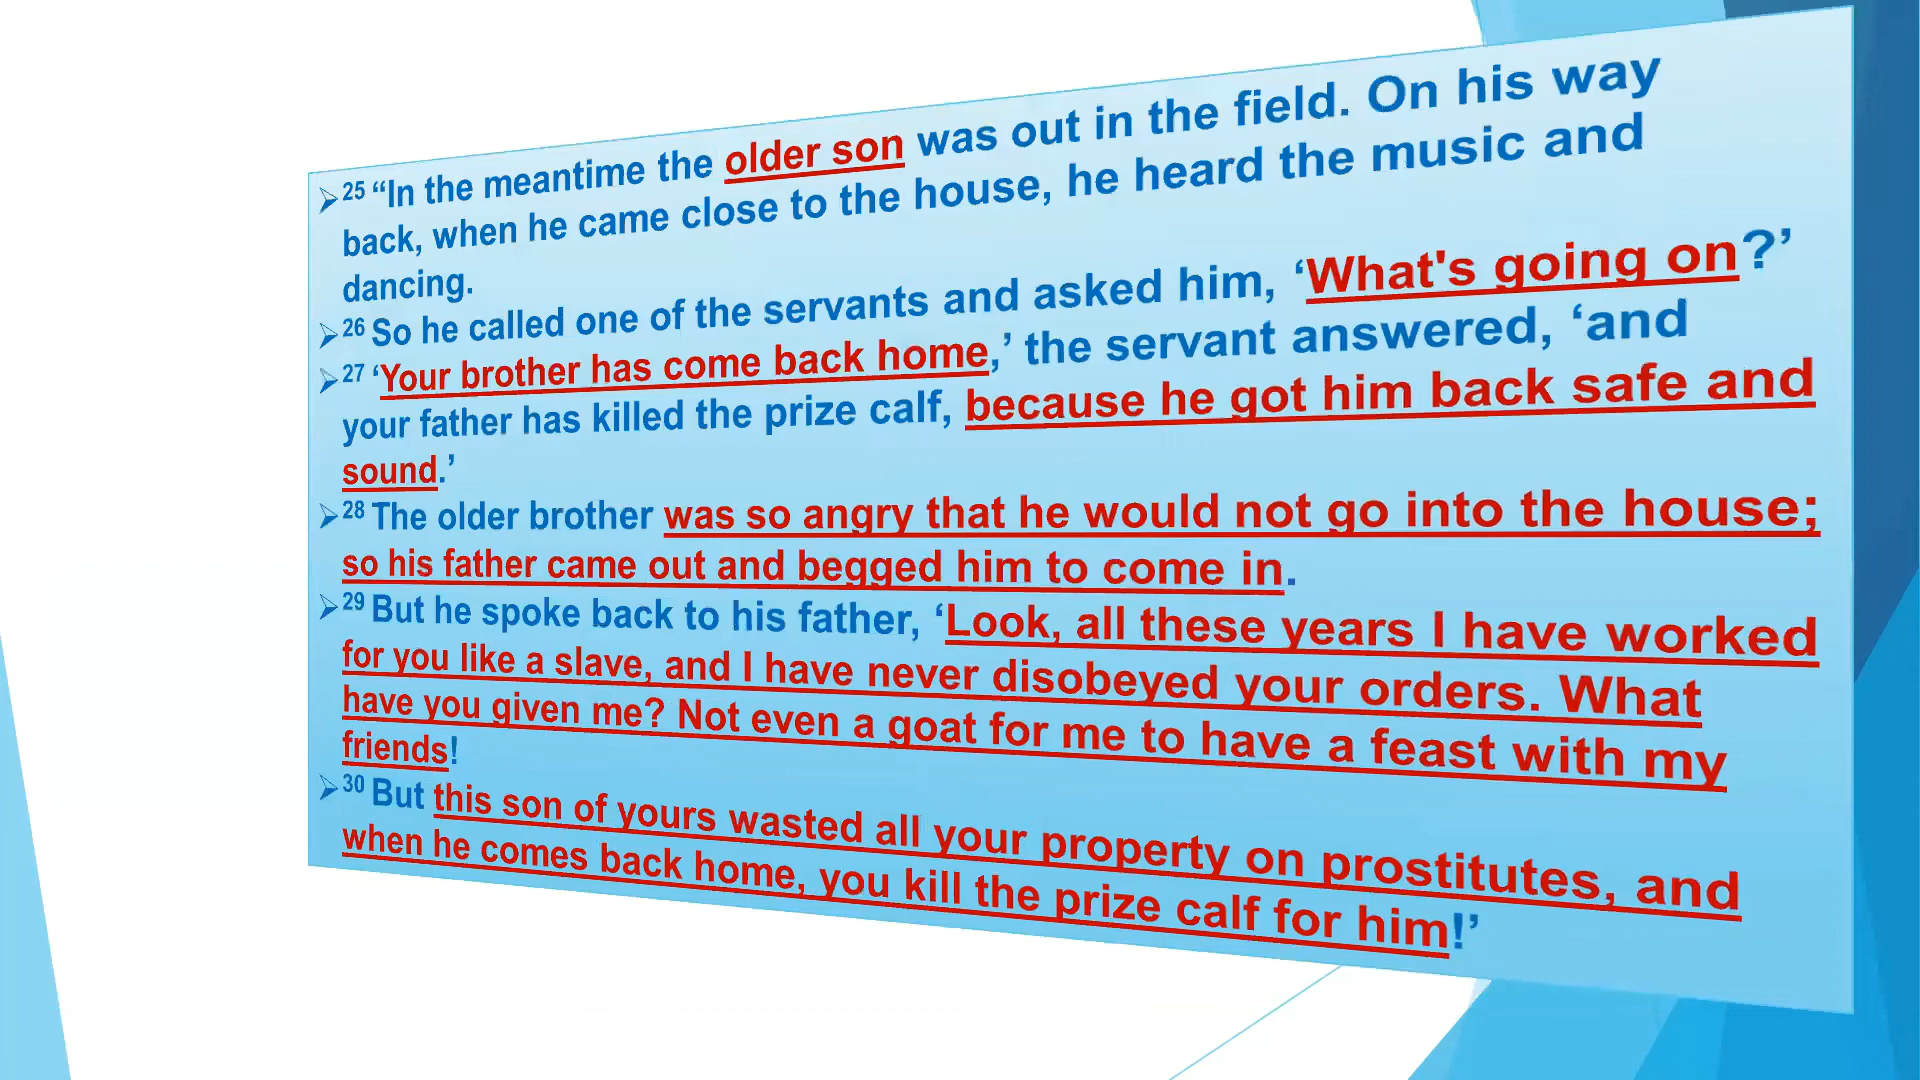 ➢25 “In the meantime the older son was out in the field. On his way
back, when he came close to the house, he heard the music and
dancing.
➢26 So he called one of the servants and asked him, ‘What's going on?’
➢27 ‘Your brother has come back home,’ the servant answered, ‘and
your father has killed the prize calf, because he got him back safe and
sound.’
➢28 The older brother was so angry that he would not go into the house;
so his father came out and begged him to come in.
➢29 But he spoke back to his father, ‘Look, all these years I have worked
for you like a slave, and I have never disobeyed your orders. What
have you given me? Not even a goat for me to have a feast with my
friends!
➢30 But this son of yours wasted all your property on prostitutes, and
when he comes back home, you kill the prize calf for him!’